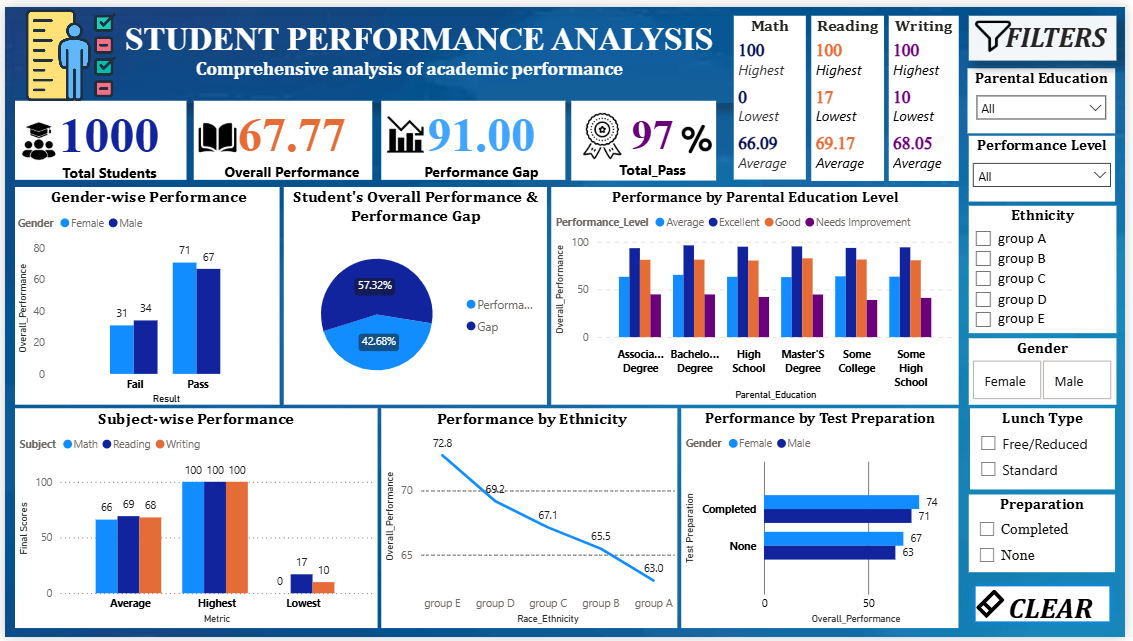 STUDENT PERFORMANCE ANALYSIS
Comprehensive analysis of academic performance
1000
Total Students
67.77
Overall Performance
91.00
Performance Gap
97 %
Total_Pass
Math
100
Highest
0
Lowest
66.09
Average
Reading
100
Highest
17
Lowest
69.17
Average
Writing
100
Highest
10
Lowest
68.05
Average
FILTERS
Parental Education
All
Performance Level
All
Ethnicity
group A
group B
group C
group D
group E
Gender
Female
Male
Lunch Type
Free/Reduced
Standard
Preparation
Completed
None
CLEAR
Gender-wise Performance
Gender Female Male
Overall_Performance
80
60
40
20
0
31
34
71
67
Fail
Pass
Result
Student's Overall Performance &
Performance Gap
57.32%
42.68%
Performa...
Gap
Performance by Parental Education Level
Performance_Level Average Excellent Good Needs Improvement
Overall_Performance
100
50
0
Associa...
Degree
Bachelo...
Degree
High
School
Master'S
Degree
Some
College
Some
High
School
Parental_Education
Subject-wise Performance
Subject Math Reading Writing
Final Scores
100
50
0
66
69
68
100
100
100
0
17
10
Average
Highest
Lowest
Metric
Performance by Ethnicity
Overall_Performance
70
65
72.8
69.2
67.1
65.5
63.0
group E
group D
group C
group B
group A
Race_Ethnicity
Performance by Test Preparation
Gender Female Male
Test Preparation
Completed
74
71
None
67
63
0
50
Overall_Performance